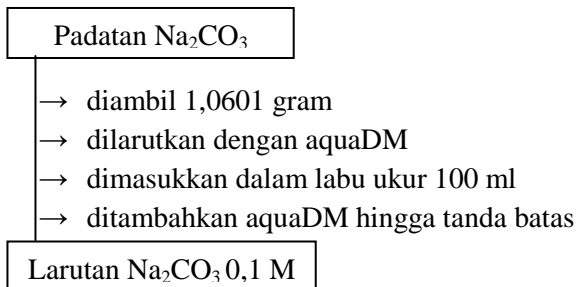 Padatan Na₂CO₃
→ diambil 1,0601 gram
→ dilarutkan dengan aquaDM
→ dimasukkan dalam labu ukur 100 ml
→ ditambahkan aquaDM hingga tanda batas
Larutan Na₂CO₃ 0,1 M